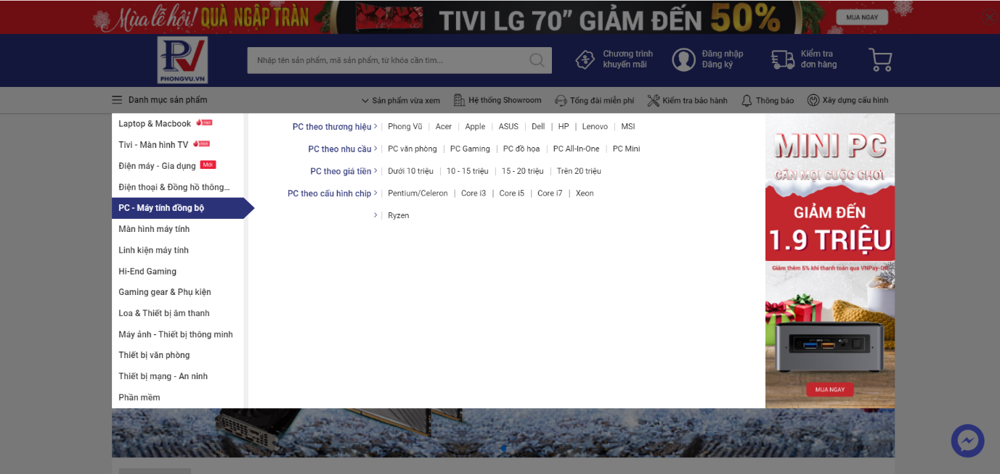 Mùa lễ hội! QUÀ NGẬP TRÀN TIVI LG 70" GIẢM ĐẾN 50% MUA NGAY
PV
PHONGVU.VN
Nhập tên sản phẩm, mã sản phẩm, từ khóa cần tìm...
Chương trình
khuyến mãi
Đăng nhập
Đăng ký
Kiểm tra
đơn hàng
Danh mục sản phẩm
Sản phẩm vừa xem
Hệ thống Showroom
Tổng đài miễn phí
Kiểm tra bảo hành
Thông báo
Xây dựng cấu hình
Laptop & Macbook Hot
Tivi - Màn hình TV Hot
Điện máy - Gia dụng Mới
Điện thoại & Đồng hồ thông...
PC - Máy tính đồng bộ
Màn hình máy tính
Linh kiện máy tính
Hi-End Gaming
Gaming gear & Phụ kiện
Loa & Thiết bị âm thanh
Máy ảnh - Thiết bị thông minh
Thiết bị văn phòng
Thiết bị mạng - An ninh
Phần mềm
PC theo thương hiệu > | Phong Vũ | Acer | Apple | ASUS | Dell | HP | Lenovo | MSI
PC theo nhu cầu > | PC văn phòng | PC Gaming | PC đồ họa | PC All-In-One | PC Mini
PC theo giá tiền > | Dưới 10 triệu | 10 - 15 triệu | 15 - 20 triệu | Trên 20 triệu
PC theo cấu hình chip > | Pentium/Celeron | Core i3 | Core i5 | Core i7 | Xeon
> | Ryzen
MINI PC
CÂN MỌI CUỘC CHƠI
GIẢM ĐẾN
1.9 TRIỆU
Giảm thêm 5% khi thanh toán qua VNPay-QR
MUA NGAY